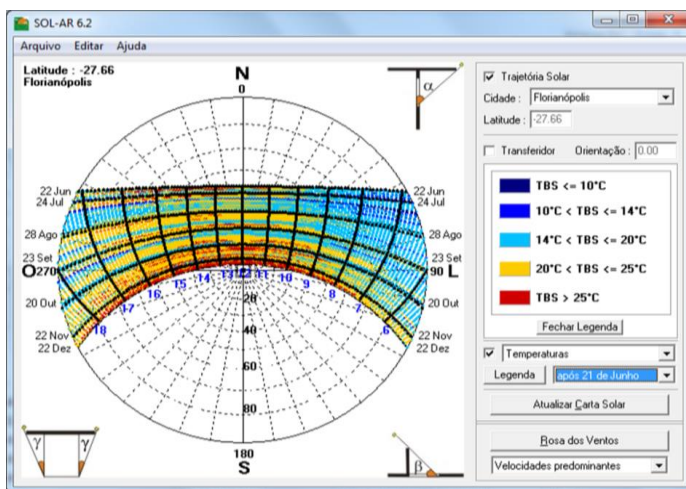 SOL-AR 6.2
Arquivo Editar Ajuda
Latitude : -27.66
Florianópolis
N
0
α
22 Jun
24 Jul
28 Ago
23 Set
O 270
20 Out
22 Nov
22 Dez
22 Jun
24 Jul
28 Ago
23 Set
90 L
20 Out
22 Nov
22 Dez
18 17 16 15 14 13 12 11 10 9 8 7 6
20
40
60
80
180
S
γ γ
β
Trajetória Solar
Cidade : Florianópolis
Latitude : -27.66
Transferidor Orientação : 0.00
TBS <= 10°C
10°C < TBS <= 14°C
14°C < TBS <= 20°C
20°C < TBS <= 25°C
TBS > 25°C
Fechar Legenda
Temperaturas
Legenda após 21 de Junho
Atualizar Carta Solar
Rosa dos Ventos
Velocidades predominantes